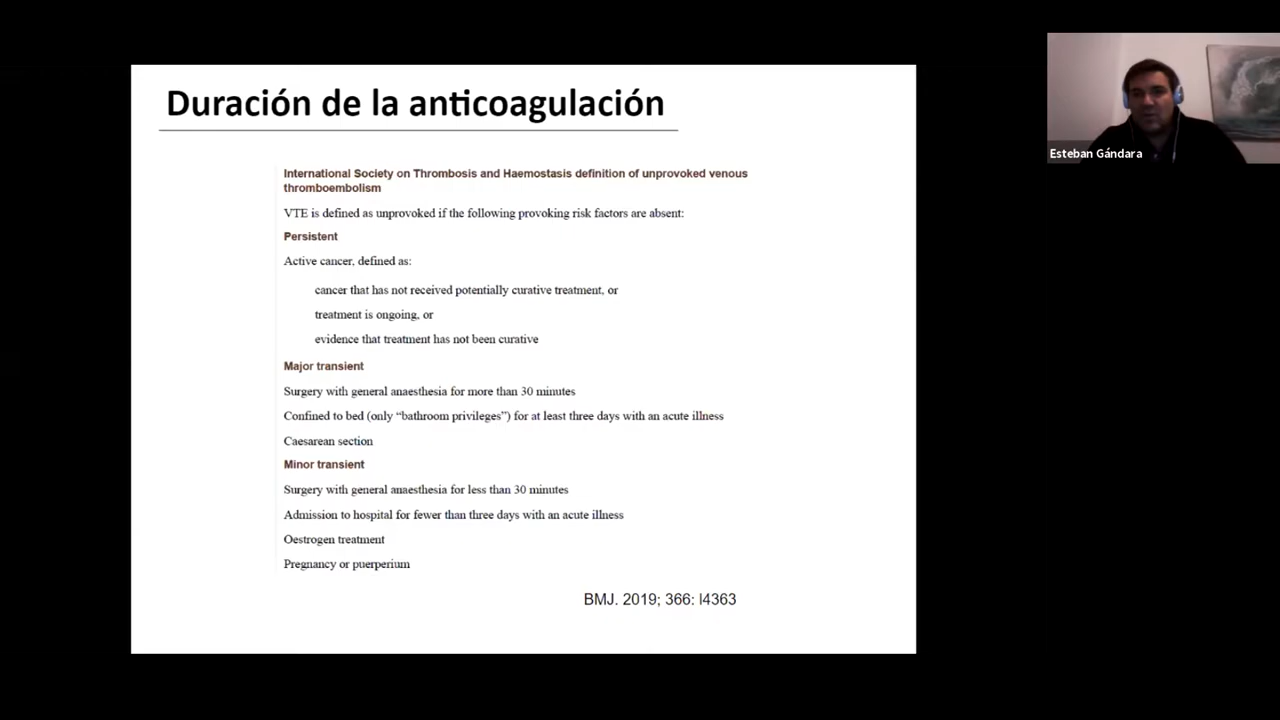 Duración de la anticoagulación
International Society on Thrombosis and Haemostasis definition of unprovoked venous
thromboembolism
VTE is defined as unprovoked if the following provoking risk factors are absent:
Persistent
Active cancer, defined as:
cancer that has not received potentially curative treatment, or
treatment is ongoing, or
evidence that treatment has not been curative
Major transient
Surgery with general anaesthesia for more than 30 minutes
Confined to bed (only “bathroom privileges”) for at least three days with an acute illness
Caesarean section
Minor transient
Surgery with general anaesthesia for less than 30 minutes
Admission to hospital for fewer than three days with an acute illness
Oestrogen treatment
Pregnancy or puerperium
BMJ. 2019; 366: l4363
Esteban Gándara